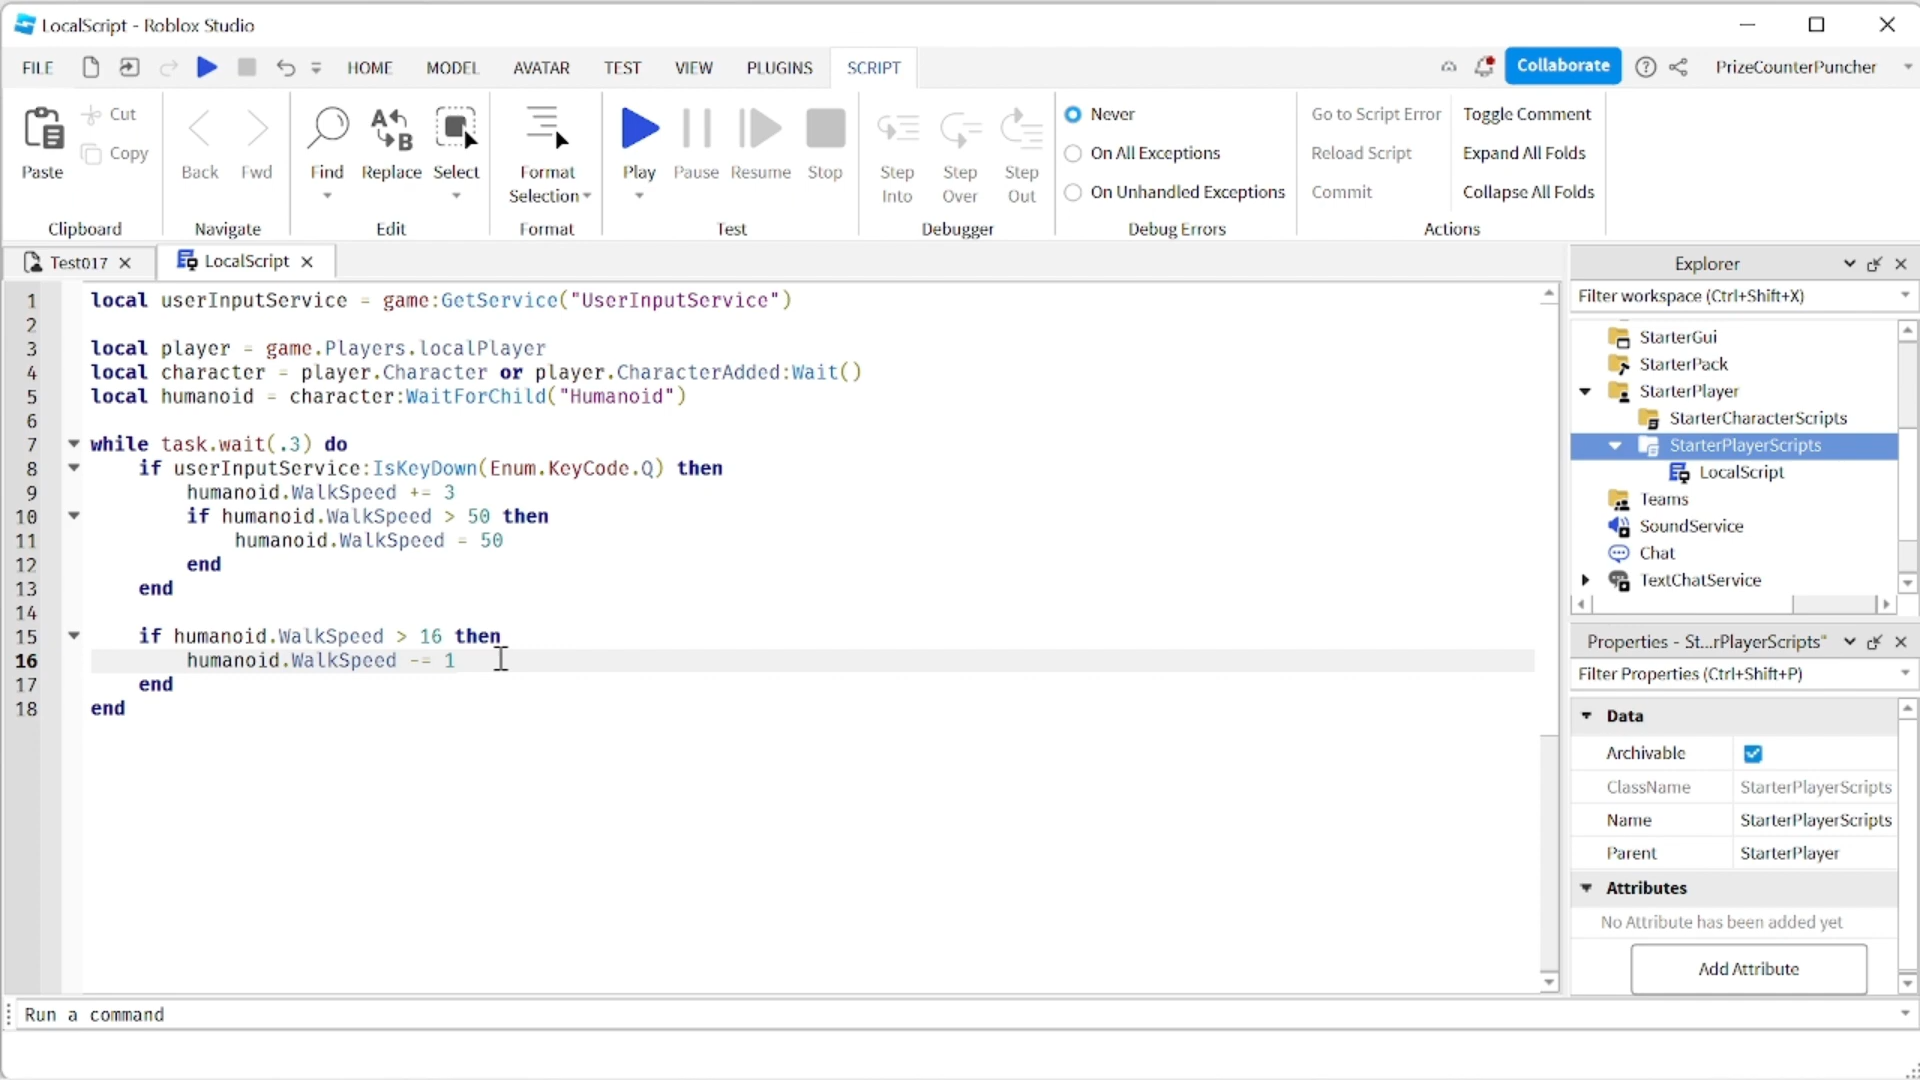 LocalScript - Roblox Studio
FILE HOME MODEL AVATAR TEST VIEW PLUGINS SCRIPT Collaborate PrizeCounterPuncher
Paste Cut Copy Back Fwd Find Replace Select Format Selection Play Pause Resume Stop Step Into Step Over Step Out
Never
On All Exceptions
On Unhandled Exceptions
Go to Script Error
Reload Script
Commit
Toggle Comment
Expand All Folds
Collapse All Folds
Clipboard Navigate Edit Format Test Debugger Debug Errors Actions
Test017 LocalScript
1 local userInputService = game:GetService("UserInputService")
2
3 local player = game.Players.localPlayer
4 local character = player.Character or player.CharacterAdded:Wait()
5 local humanoid = character:WaitForChild("Humanoid")
6
7 while task.wait(.3) do
8 if userInputService:IsKeyDown(Enum.KeyCode.Q) then
9 humanoid.WalkSpeed += 3
10 if humanoid.WalkSpeed > 50 then
11 humanoid.WalkSpeed = 50
12 end
13 end
14
15 if humanoid.WalkSpeed > 16 then
16 humanoid.WalkSpeed -= 1
17 end
18 end
Explorer
Filter workspace (Ctrl+Shift+X)
StarterGui
StarterPack
StarterPlayer
StarterCharacterScripts
StarterPlayerScripts
LocalScript
Teams
SoundService
Chat
TextChatService
Properties - St...rPlayerScripts"
Filter Properties (Ctrl+Shift+P)
Data
Archivable
ClassName StarterPlayerScripts
Name StarterPlayerScripts
Parent StarterPlayer
Attributes
No Attribute has been added yet
Add Attribute
Run a command